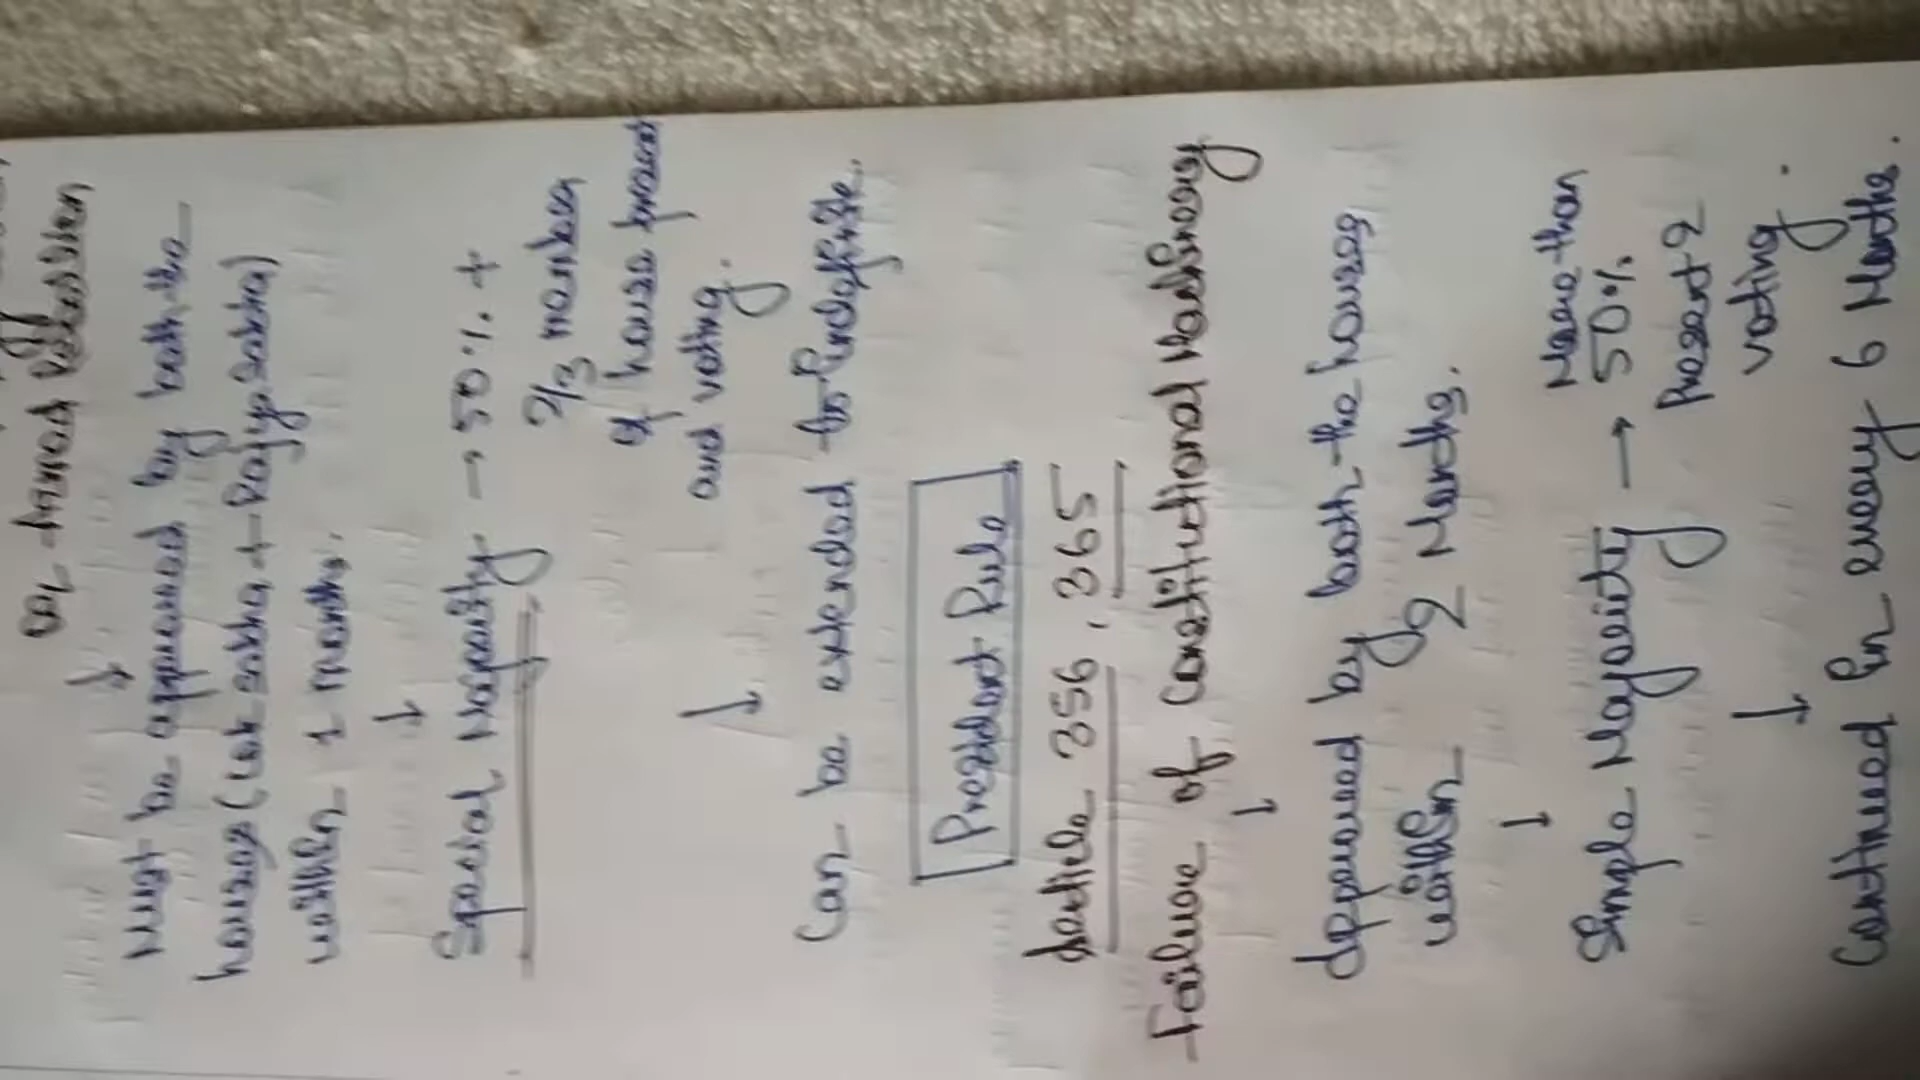 or Armed Rebellion
↓
Must be approved by both the
houses (Lok sabha + Rajya sabha)
within 1 month.
↓
Special Majority → 50% +
2/3 member
of house present
and voting.
↓
Can be extended to indefinite.
President Rule
Article 356, 365
Failure of Constitutional Machinery
↓
Approved by both the houses
within 2 Months.
↓
Simple Majority → More than
50%
Present &
voting.
↓
Continued in every 6 Months.